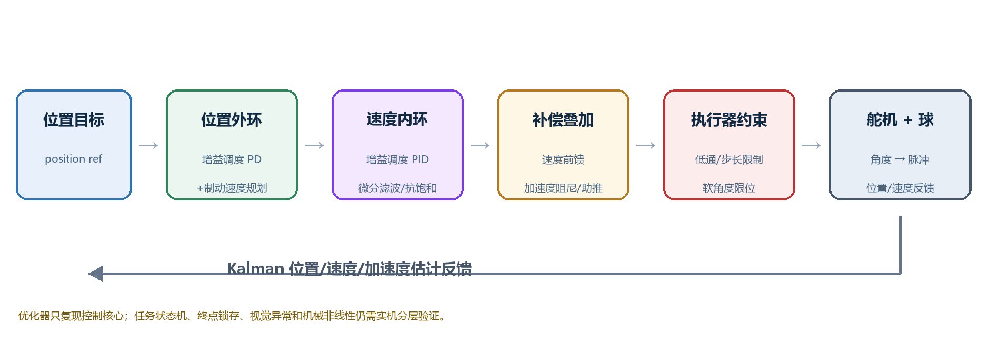 位置目标
position ref
位置外环
增益调度 PD
+制动速度规划
速度内环
增益调度 PID
微分滤波/抗饱和
补偿叠加
速度前馈
加速度阻尼/助推
执行器约束
低通/步长限制
软角度限位
舵机 + 球
角度 → 脉冲
位置/速度反馈
Kalman 位置/速度/加速度估计反馈
优化器只复现控制核心；任务状态机、终点锁存、视觉异常和机械非线性仍需实机分层验证。